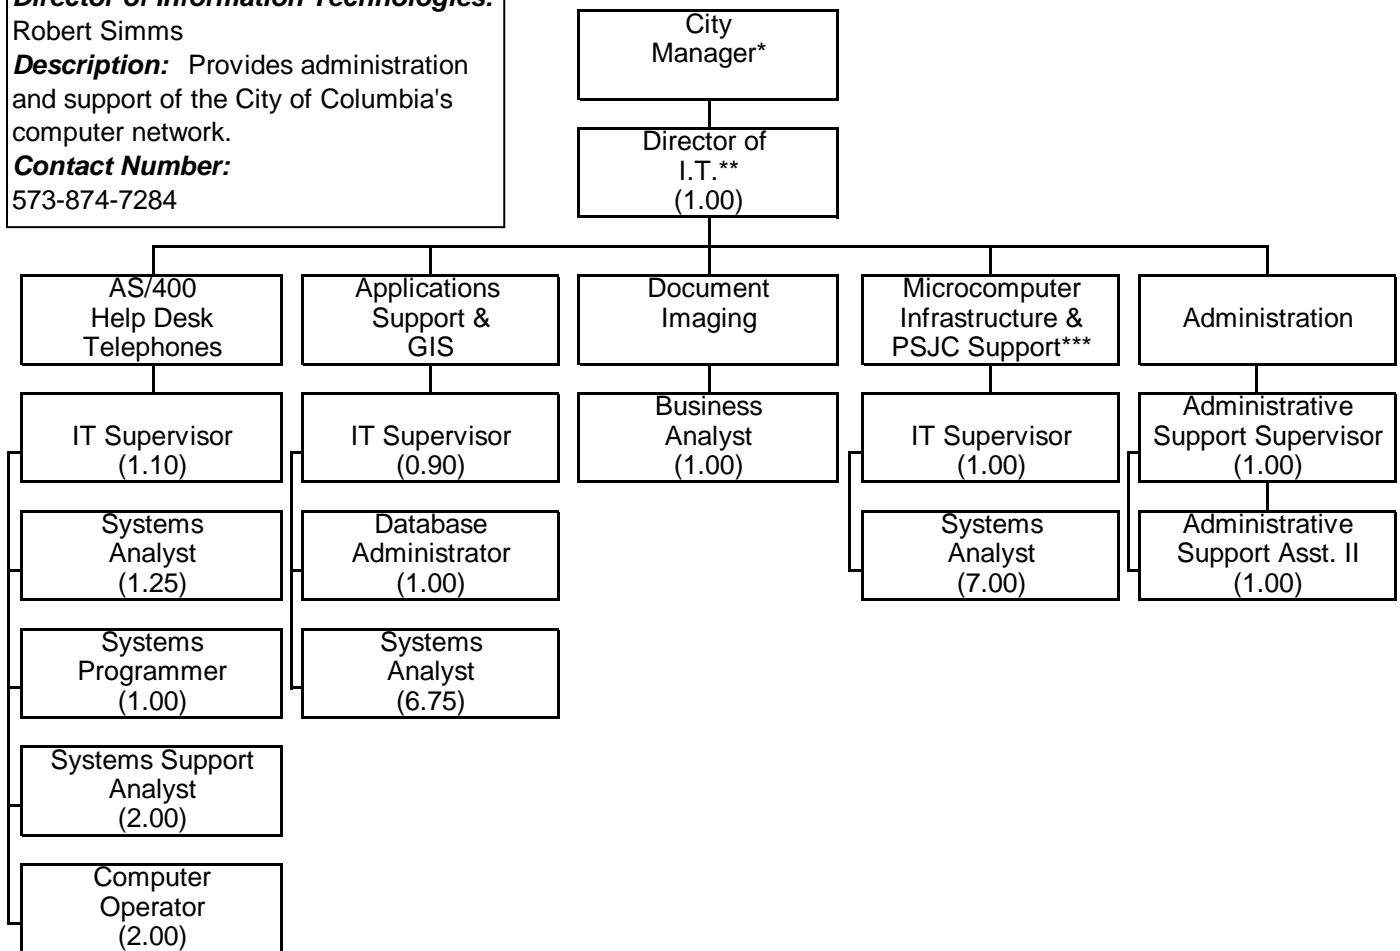 Director of Information Technologies:
Robert Simms
Description: Provides administration
and support of the City of Columbia's
computer network.
Contact Number:
573-874-7284
City
Manager*
Director of
I.T.**
(1.00)
AS/400
Help Desk
Telephones
Applications
Support &
GIS
Document
Imaging
Microcomputer
Infrastructure &
PSJC Support***
Administration
IT Supervisor
(1.10)
IT Supervisor
(0.90)
Business
Analyst
(1.00)
IT Supervisor
(1.00)
Administrative
Support Supervisor
(1.00)
Systems
Analyst
(1.25)
Database
Administrator
(1.00)
Systems
Analyst
(7.00)
Administrative
Support Asst. II
(1.00)
Systems
Programmer
(1.00)
Systems
Analyst
(6.75)
Systems Support
Analyst
(2.00)
Computer
Operator
(2.00)